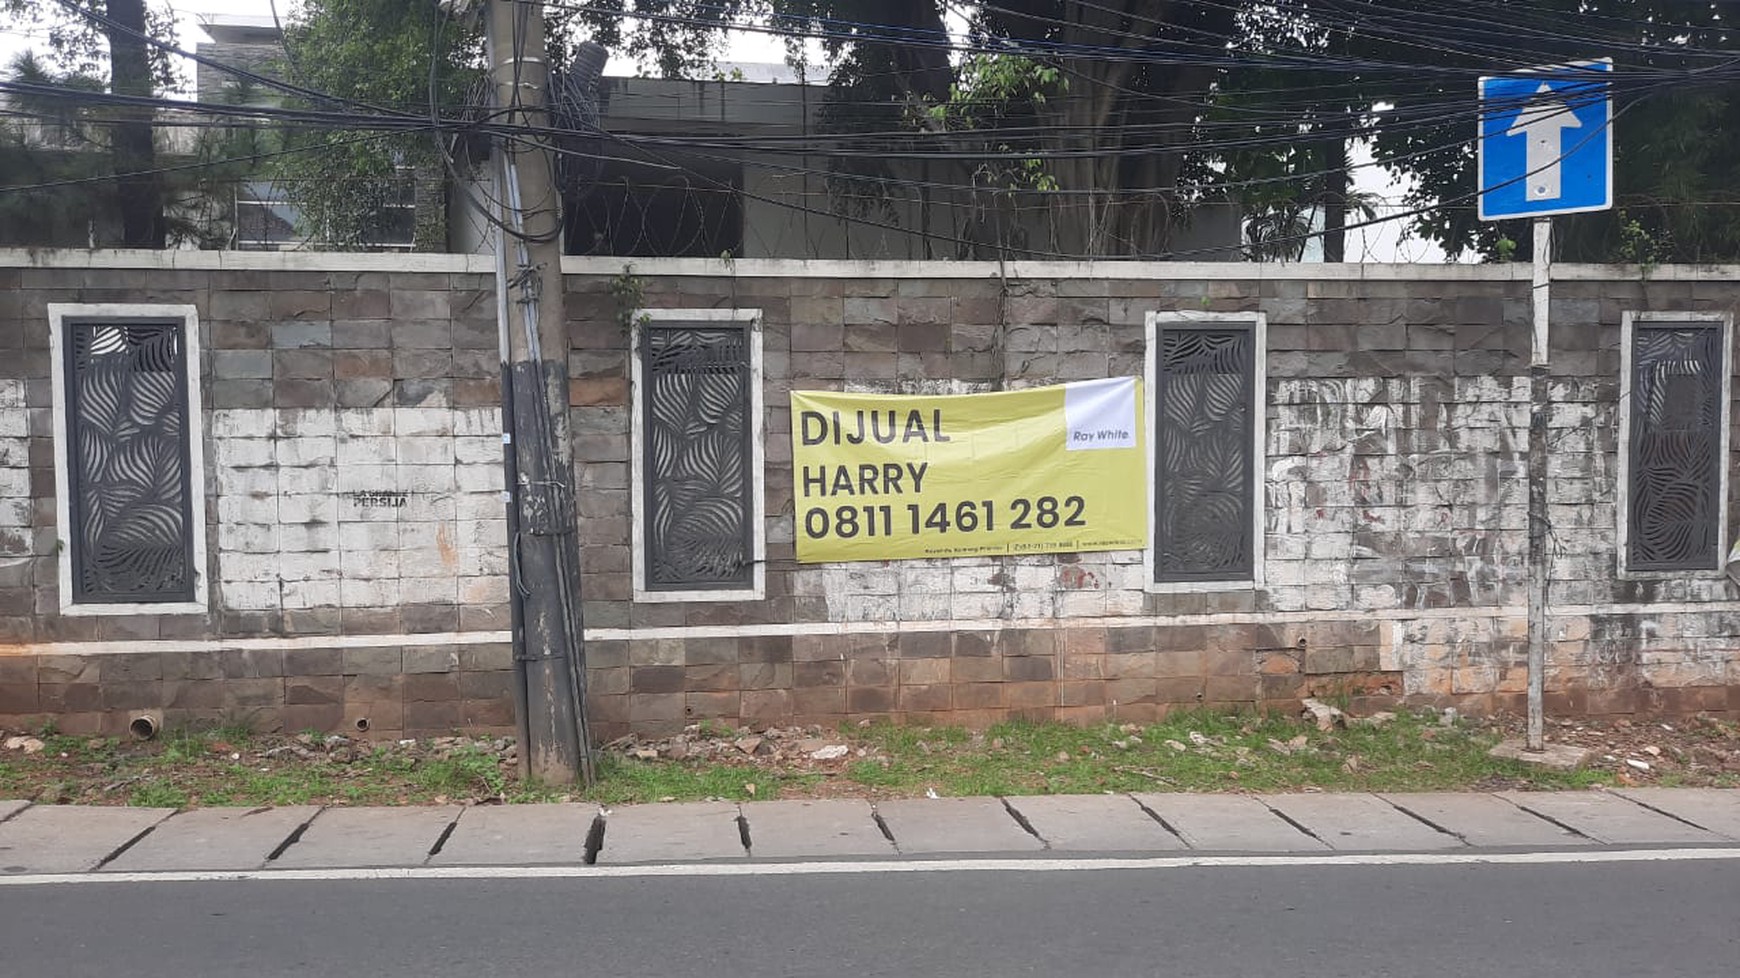 DIJUAL
Ray White
HARRY
0811 1461 282
PERSIJA